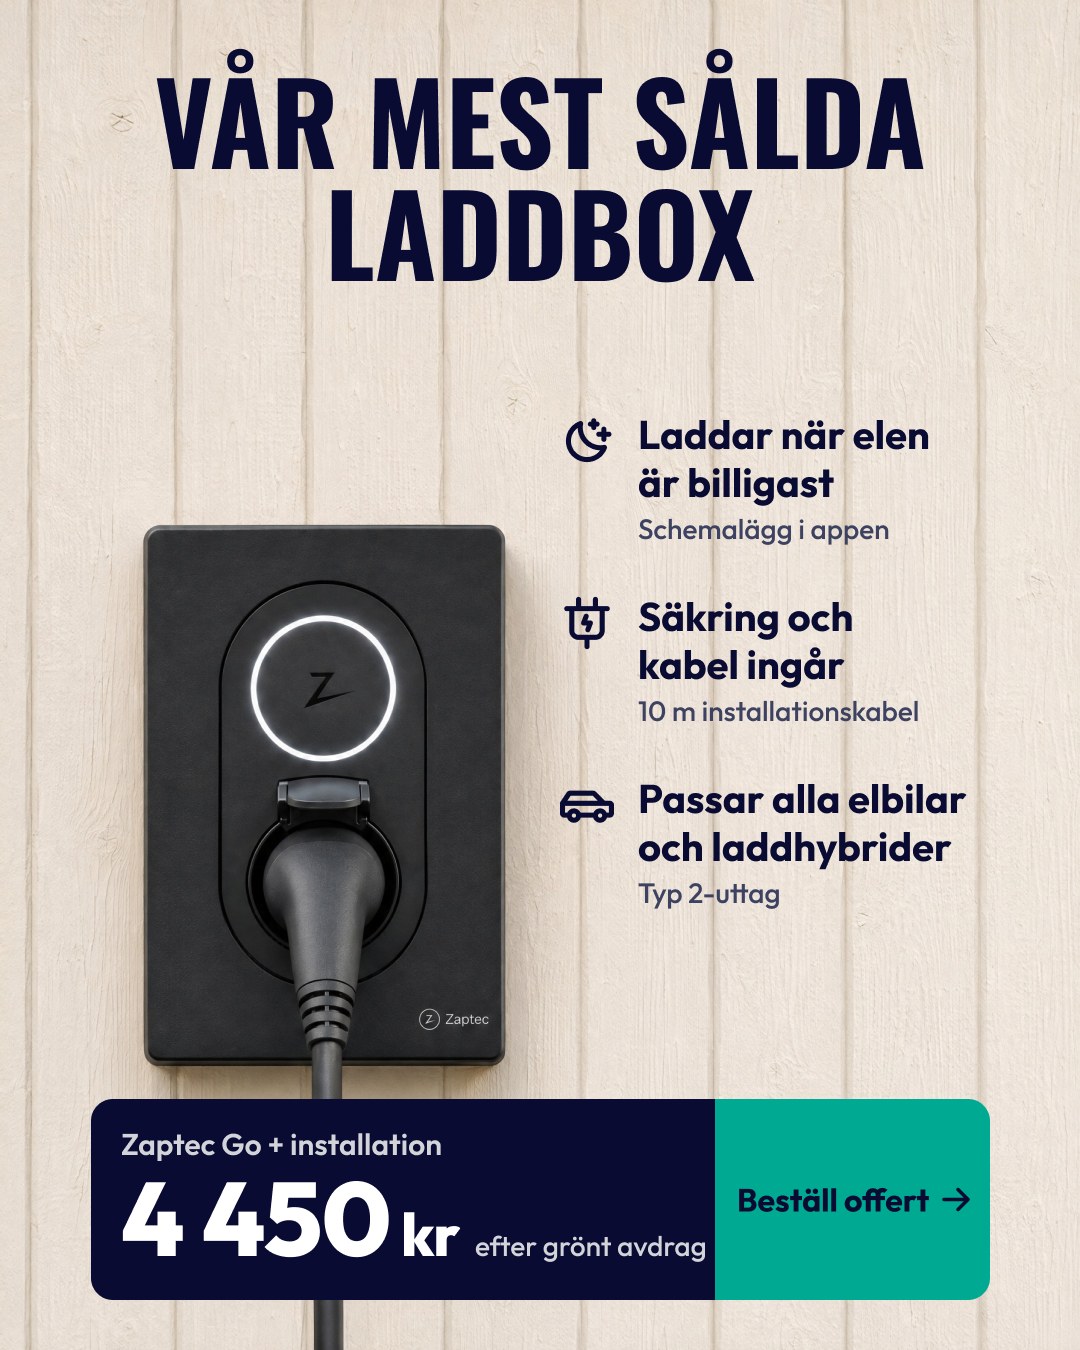 VÅR MEST SÅLDA
LADDBOX
Laddar när elen
är billigast
Schemalägg i appen
Säkring och
kabel ingår
10 m installationskabel
Passar alla elbilar
och laddhybrider
Typ 2-uttag
Zaptec
Zaptec Go + installation
4 450 kr efter grönt avdrag
Beställ offert →